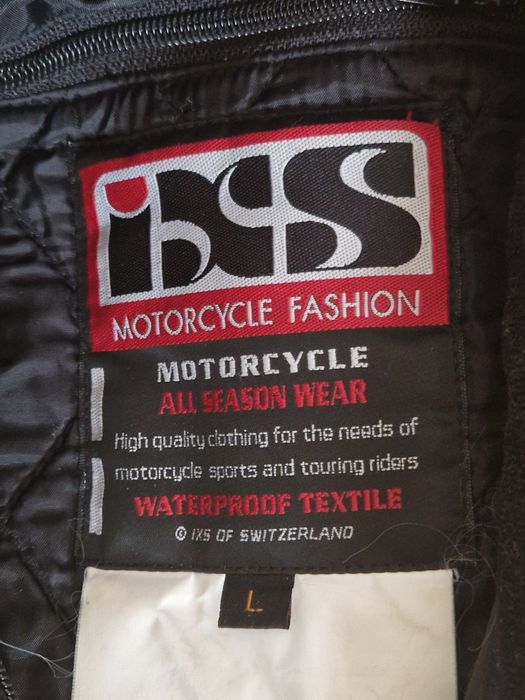 iXS
MOTORCYCLE FASHION
MOTORCYCLE
ALL SEASON WEAR
High quality clothing for the needs of
motorcycle sports and touring riders
WATERPROOF TEXTILE
© IXS OF SWITZERLAND
L